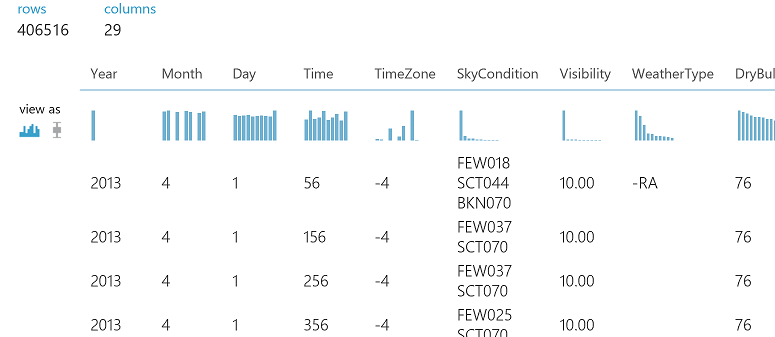 rows columns
406516 29
Year Month Day Time TimeZone SkyCondition Visibility WeatherType DryBul
view as
FEW018
2013 4 1 56 -4 SCT044 10.00 -RA 76
BKN070
FEW037
2013 4 1 156 -4 10.00 76
SCT070
FEW037
2013 4 1 256 -4 10.00 76
SCT070
FEW025
2013 4 1 356 -4 10.00 76
SCT070